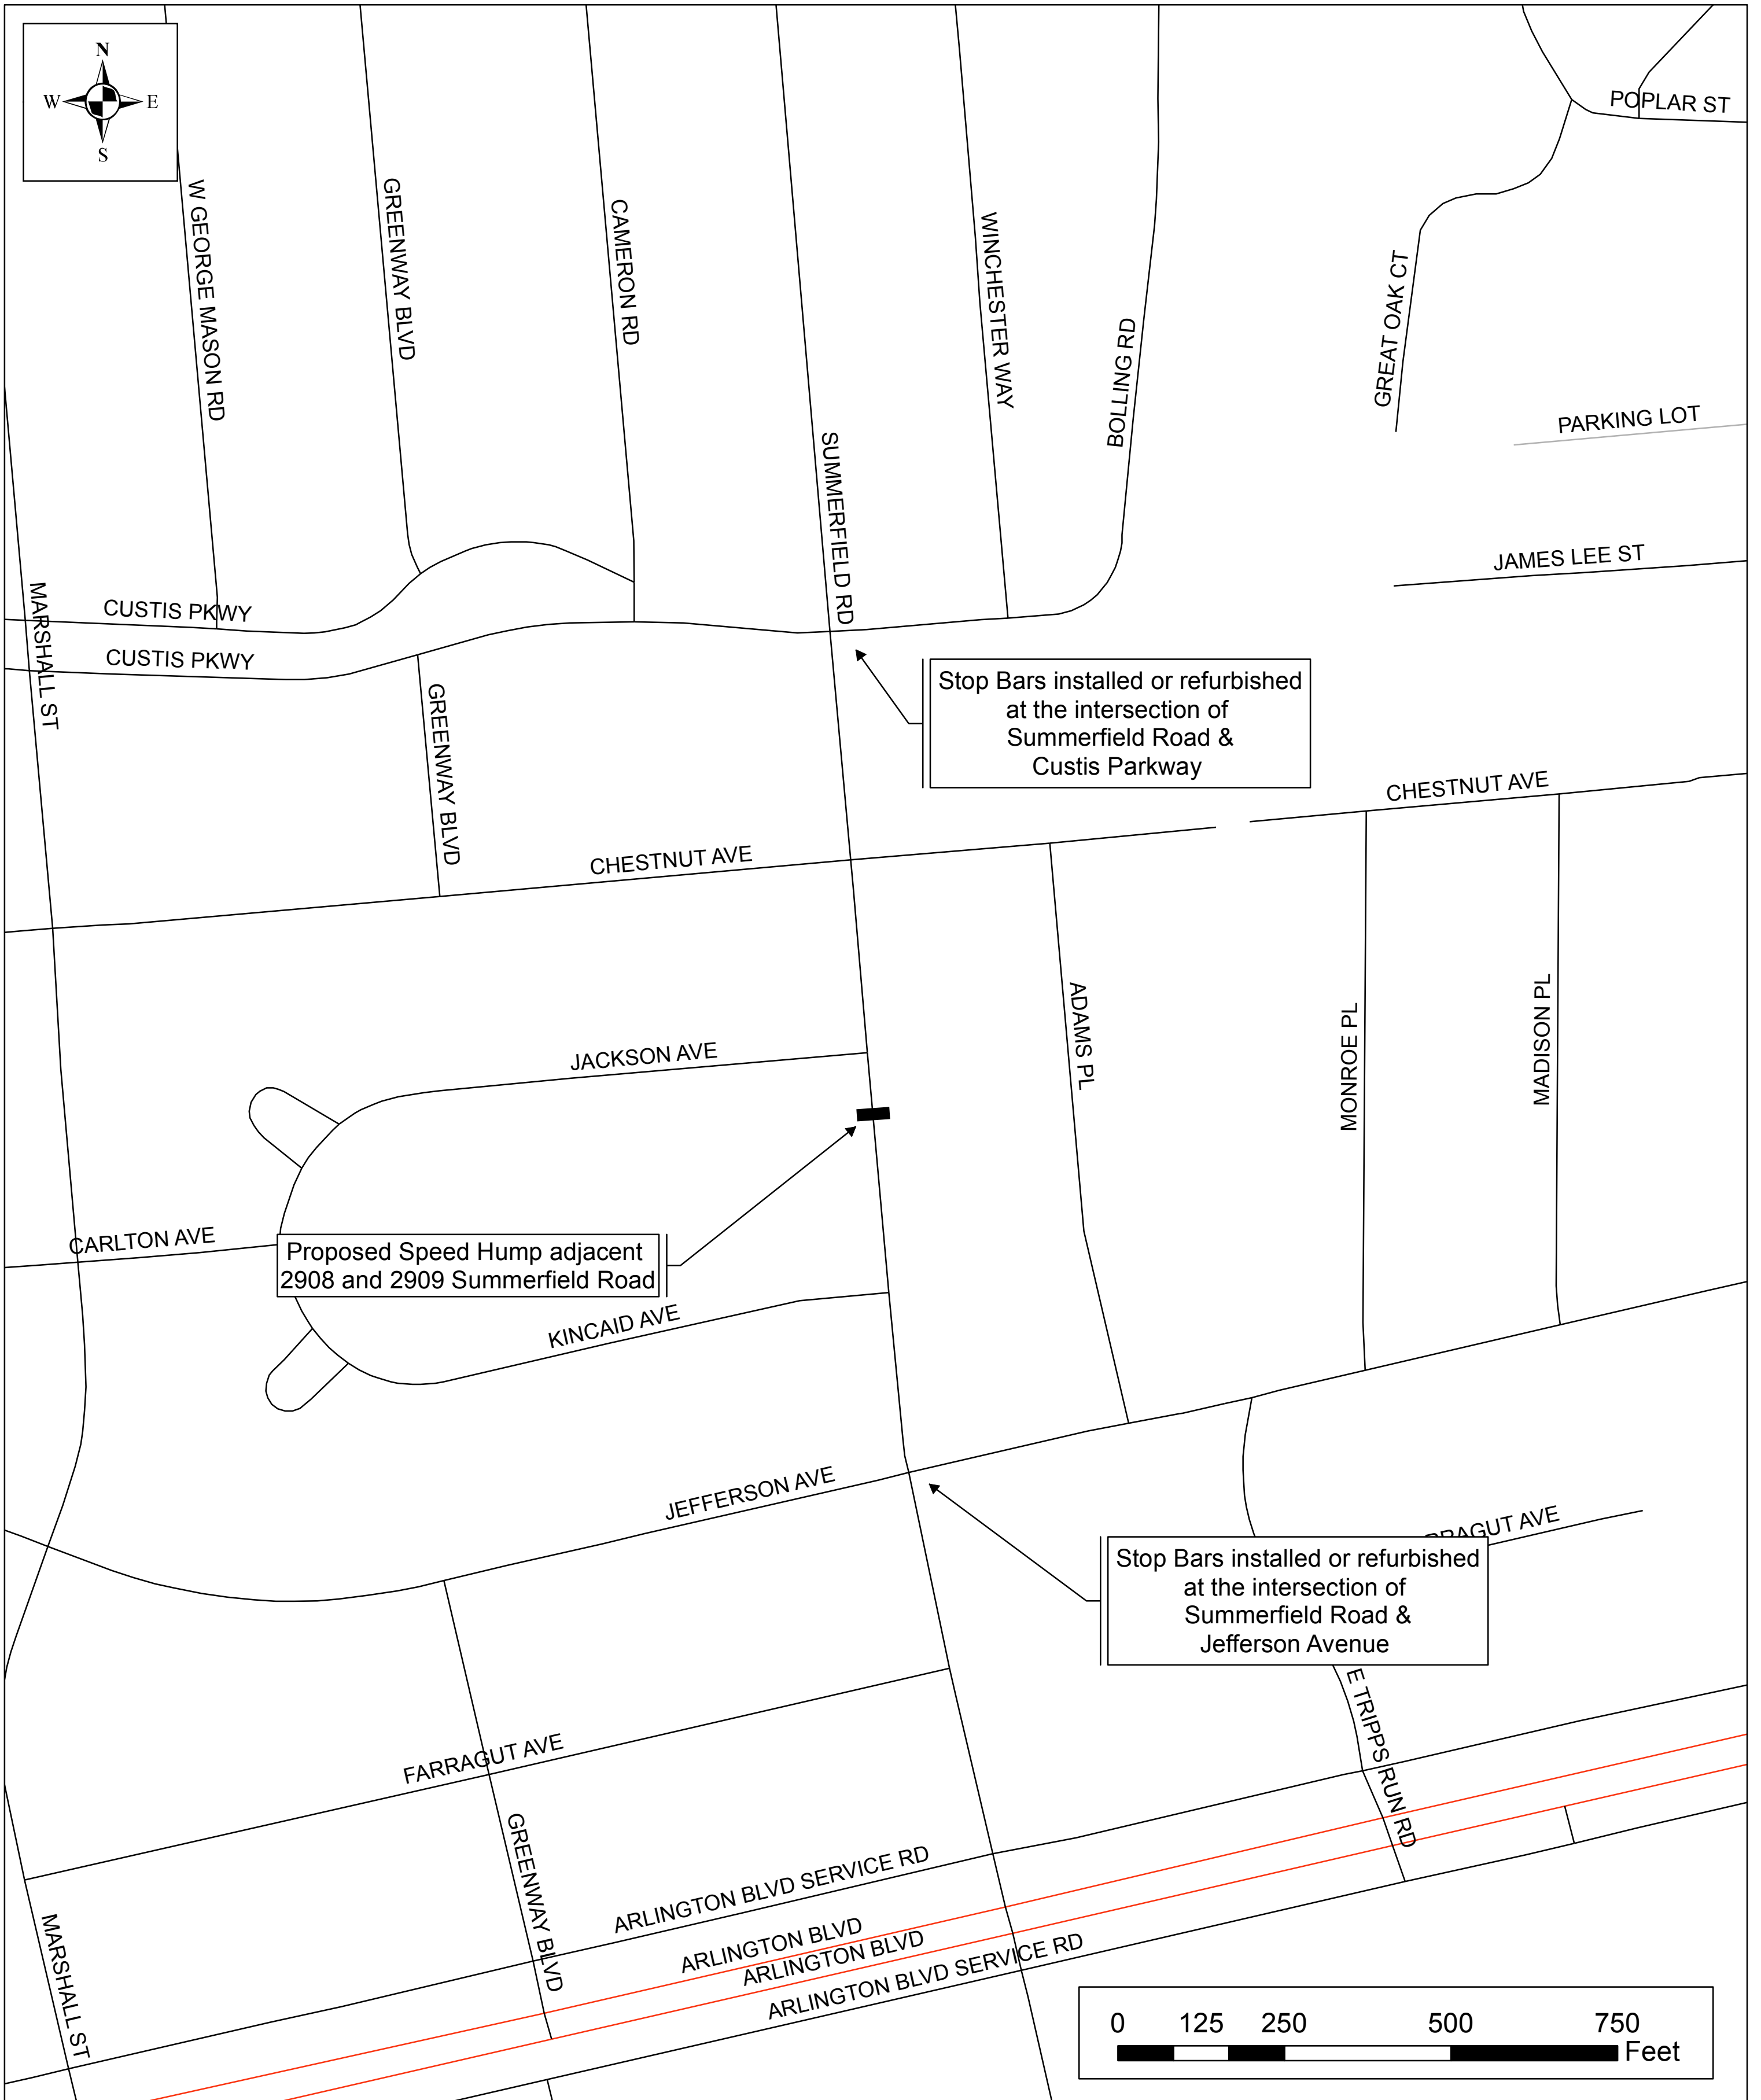 N
W E
S
POPLAR ST
W GEORGE MASON RD
GREENWAY BLVD
CAMERON RD
WINCHESTER WAY
BOLLING RD
GREAT OAK CT
PARKING LOT
SUMMERFIELD RD
JAMES LEE ST
MARSHALL ST
CUSTIS PKWY
CUSTIS PKWY
Stop Bars installed or refurbished
at the intersection of
Summerfield Road &
Custis Parkway
GREENWAY BLVD
CHESTNUT AVE
CHESTNUT AVE
ADAMS PL
MONROE PL
MADISON PL
JACKSON AVE
CARLTON AVE
Proposed Speed Hump adjacent
2908 and 2909 Summerfield Road
KINCAID AVE
JEFFERSON AVE
RRAGUT AVE
Stop Bars installed or refurbished
at the intersection of
Summerfield Road &
Jefferson Avenue
E TRIPPS RUN RD
FARRAGUT AVE
GREENWAY BLVD
ARLINGTON BLVD SERVICE RD
ARLINGTON BLVD
ARLINGTON BLVD
ARLINGTON BLVD SERVICE RD
MARSHALL ST
0 125 250 500 750
Feet